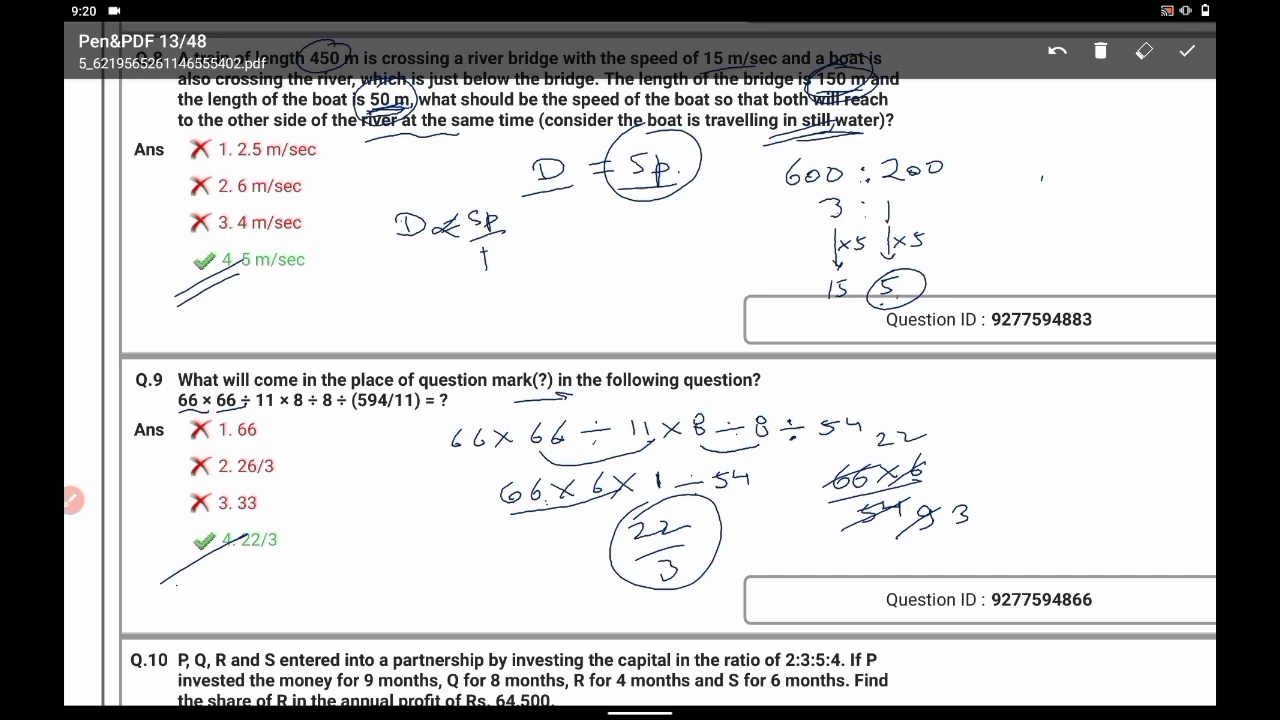 9:20
Pen&PDF 13/48
5_6219565261146555402.pdf
train of length 450 m is crossing a river bridge with the speed of 15 m/sec and a boat is
also crossing the river, which is just below the bridge. The length of the bridge is 150 m and
the length of the boat is 50 m, what should be the speed of the boat so that both will reach
to the other side of the river at the same time (consider the boat is travelling in still water)?
Ans
1. 2.5 m/sec
2. 6 m/sec
3. 4 m/sec
4. 5 m/sec
D = Sp.
D ∝ Sp
600 : 200
3 : 1
×5 ×5
15 5
Question ID : 9277594883
Q.9 What will come in the place of question mark(?) in the following question?
66 × 66 ÷ 11 × 8 ÷ 8 ÷ (594/11) = ?
Ans
1. 66
2. 26/3
3. 33
4. 22/3
66 × 66 ÷ 11 × 8 ÷ 8 ÷ 54
66 × 6 × 1 ÷ 54
22
3
22
66 × 6
54 9 3
Question ID : 9277594866
Q.10 P, Q, R and S entered into a partnership by investing the capital in the ratio of 2:3:5:4. If P
invested the money for 9 months, Q for 8 months, R for 4 months and S for 6 months. Find
the share of R in the annual profit of Rs. 64,500.